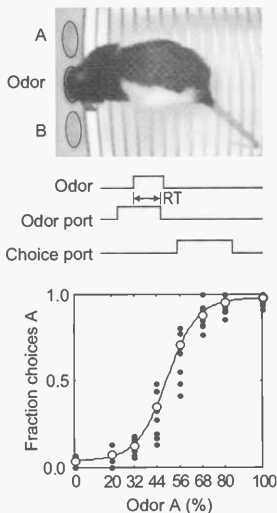 A
Odor
B
Odor
RT
Odor port
Choice port
1.0
0.5
0.0
Fraction choices A
0 20 32 44 56 68 80 100
Odor A (%)